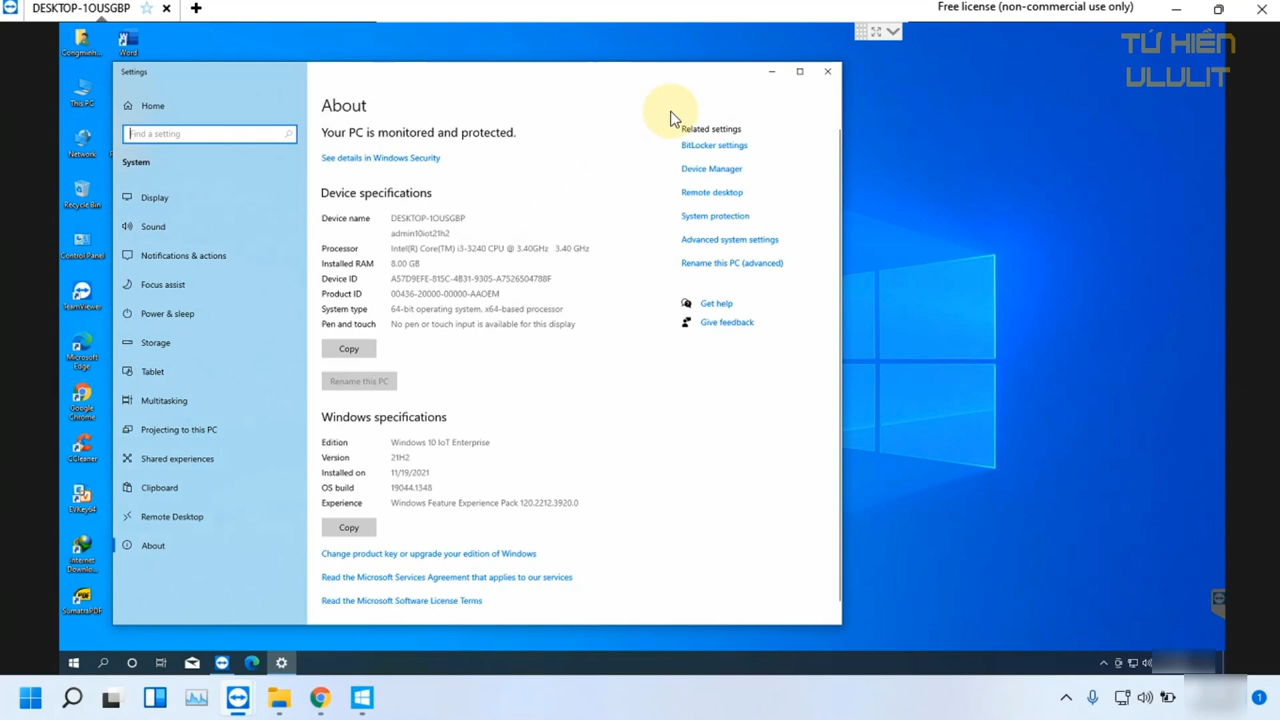 DESKTOP-1OUSGBP
Free license (non-commercial use only)
TỨ HIỂN
ULULIT
Congminh...
Word
This PC
Network
Recycle Bin
Control Panel
TeamViewer
Microsoft
Edge
Google
Chrome
CCleaner
EVKey64
Internet
Downlo...
SumatraPDF
Settings
Home
Find a setting
System
Display
Sound
Notifications & actions
Focus assist
Power & sleep
Storage
Tablet
Multitasking
Projecting to this PC
Shared experiences
Clipboard
Remote Desktop
About
About
Your PC is monitored and protected.
See details in Windows Security
Device specifications
Device name DESKTOP-1OUSGBP
admin10iot21h2
Processor Intel(R) Core(TM) i3-3240 CPU @ 3.40GHz 3.40 GHz
Installed RAM 8.00 GB
Device ID A57D9EFE-815C-4B31-9305-A7526504788F
Product ID 00436-20000-00000-AAOEM
System type 64-bit operating system, x64-based processor
Pen and touch No pen or touch input is available for this display
Copy
Rename this PC
Windows specifications
Edition Windows 10 IoT Enterprise
Version 21H2
Installed on 11/19/2021
OS build 19044.1348
Experience Windows Feature Experience Pack 120.2212.3920.0
Copy
Change product key or upgrade your edition of Windows
Read the Microsoft Services Agreement that applies to our services
Read the Microsoft Software License Terms
Related settings
BitLocker settings
Device Manager
Remote desktop
System protection
Advanced system settings
Rename this PC (advanced)
Get help
Give feedback
1